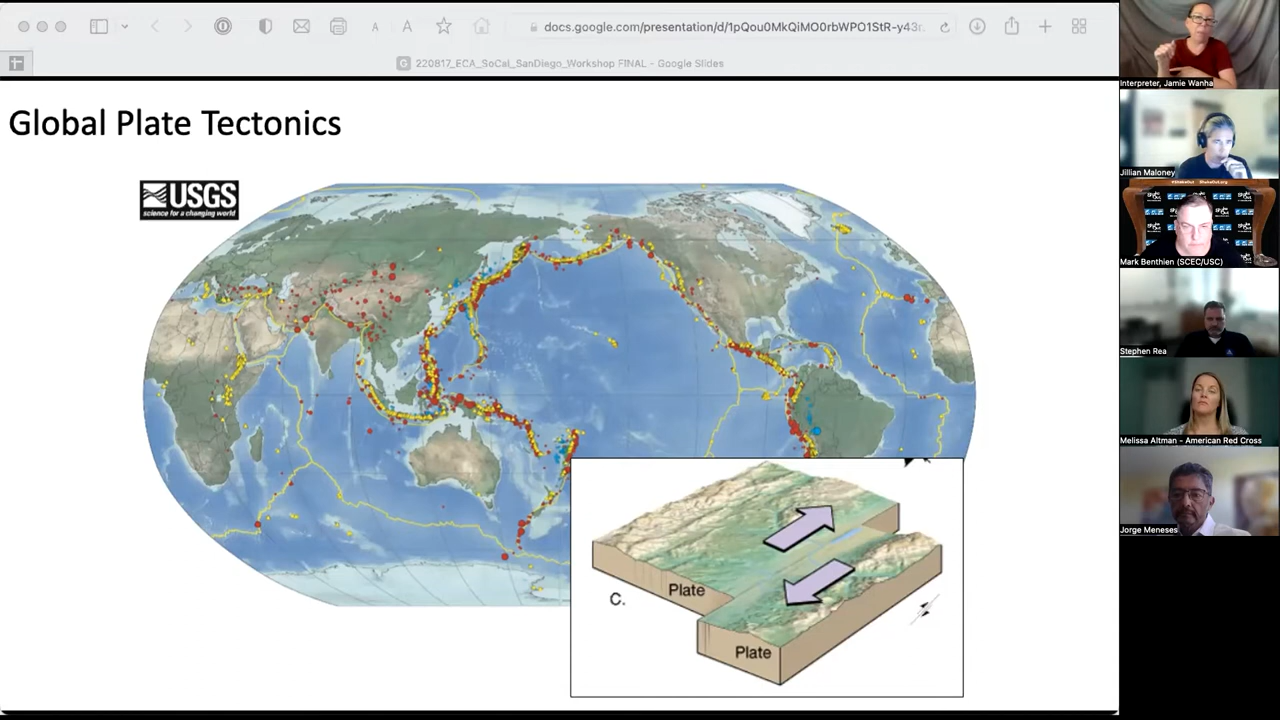 docs.google.com/presentation/d/1pQou0MkQiMO0rbWPO1StR-y43r
220817_ECA_SoCal_SanDiego_Workshop FINAL - Google Slides
Global Plate Tectonics
USGS
science for a changing world
Plate
C.
Plate
Interpreter, Jamie Wanha
Jillian Maloney
Mark Benthien (SCEC/USC)
Stephen Rea
Melissa Altman - American Red Cross
Jorge Meneses